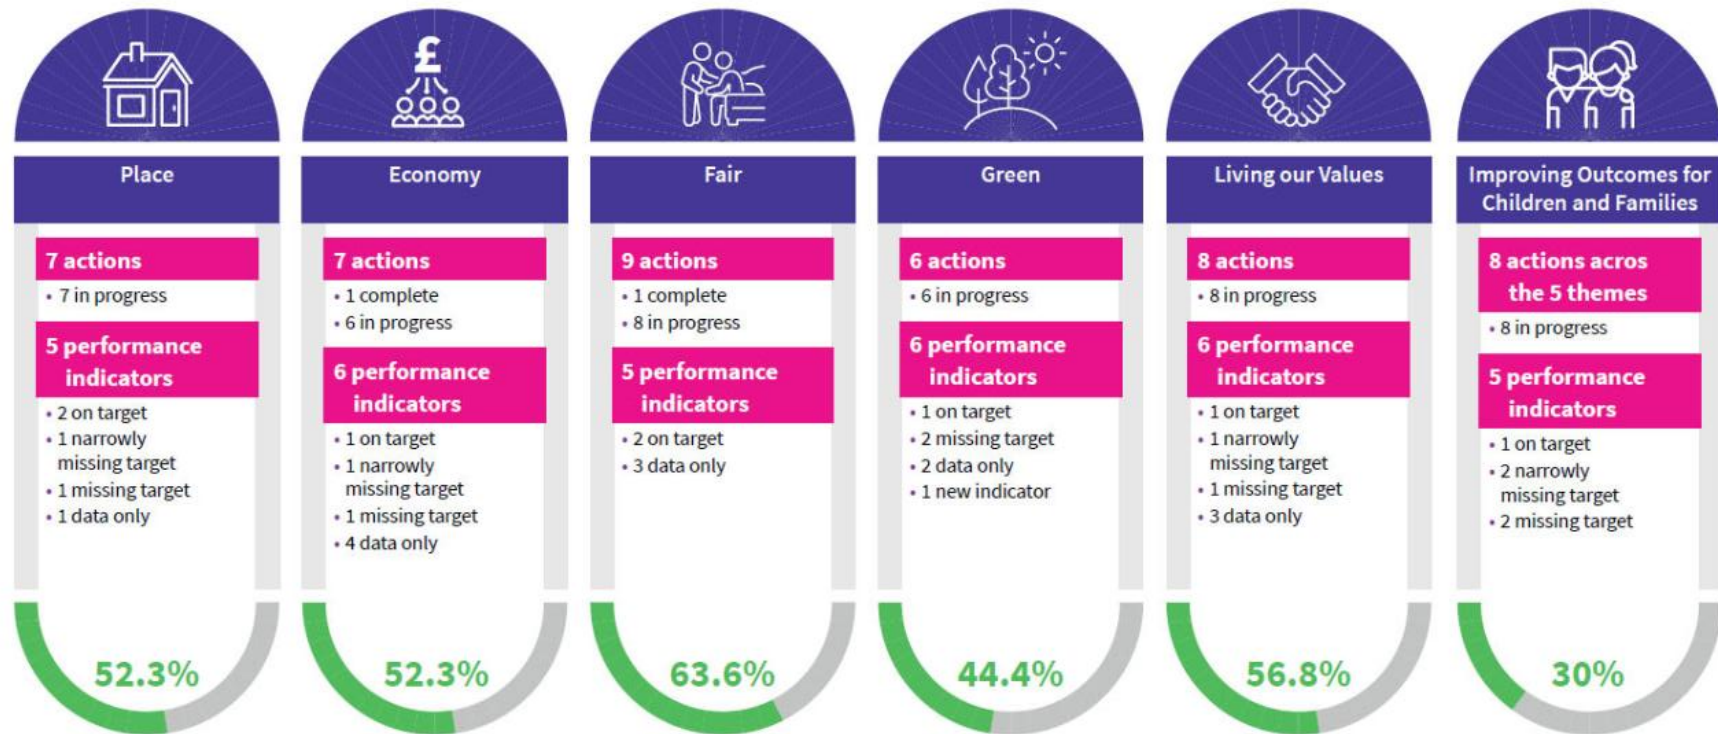 £
Place
7 actions
• 7 in progress
5 performance
indicators
• 2 on target
• 1 narrowly
missing target
• 1 missing target
• 1 data only
52.3%
Economy
7 actions
• 1 complete
• 6 in progress
6 performance
indicators
• 1 on target
• 1 narrowly
missing target
• 1 missing target
• 4 data only
52.3%
Fair
9 actions
• 1 complete
• 8 in progress
5 performance
indicators
• 2 on target
• 3 data only
63.6%
Green
6 actions
• 6 in progress
6 performance
indicators
• 1 on target
• 2 missing target
• 2 data only
• 1 new indicator
44.4%
Living our Values
8 actions
• 8 in progress
6 performance
indicators
• 1 on target
• 1 narrowly
missing target
• 1 missing target
• 3 data only
56.8%
Improving Outcomes for
Children and Families
8 actions acros
the 5 themes
• 8 in progress
5 performance
indicators
• 1 on target
• 2 narrowly
missing target
• 2 missing target
30%